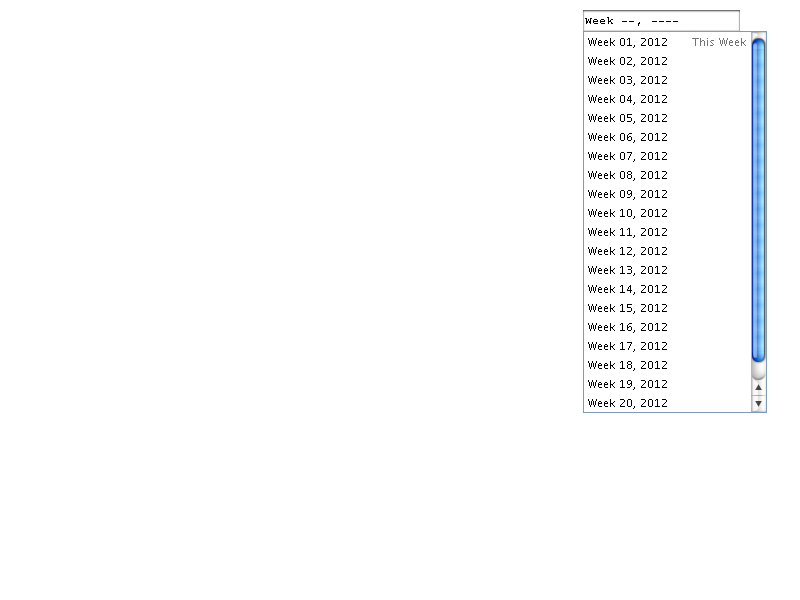 Week --, ----
Week 01, 2012 This Week
Week 02, 2012
Week 03, 2012
Week 04, 2012
Week 05, 2012
Week 06, 2012
Week 07, 2012
Week 08, 2012
Week 09, 2012
Week 10, 2012
Week 11, 2012
Week 12, 2012
Week 13, 2012
Week 14, 2012
Week 15, 2012
Week 16, 2012
Week 17, 2012
Week 18, 2012
Week 19, 2012
Week 20, 2012